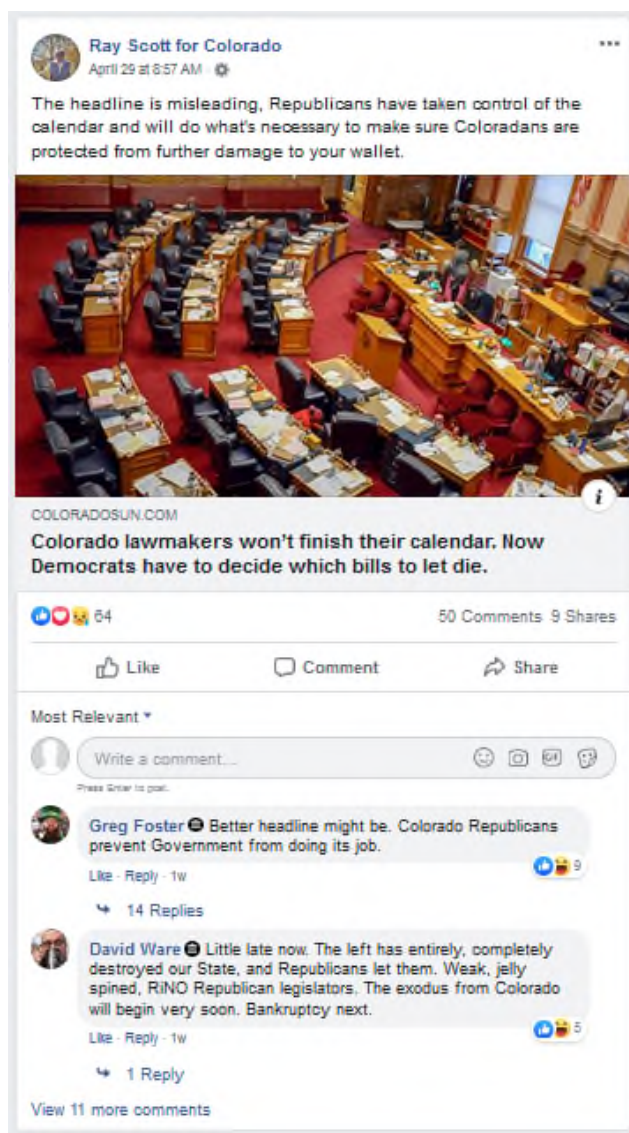 Ray Scott for Colorado
April 29 at 8:57 AM ·
The headline is misleading, Republicans have taken control of the
calendar and will do what's necessary to make sure Coloradans are
protected from further damage to your wallet.
i
COLORADOSUN.COM
Colorado lawmakers won't finish their calendar. Now
Democrats have to decide which bills to let die.
64
50 Comments 9 Shares
Like Comment Share
Most Relevant
Write a comment...
GIF
Press Enter to post.
Greg Foster Better headline might be. Colorado Republicans
prevent Government from doing its job.
9
Like · Reply · 1w
14 Replies
David Ware Little late now. The left has entirely, completely
destroyed our State, and Republicans let them. Weak, jelly
spined, RiNO Republican legislators. The exodus from Colorado
will begin very soon. Bankruptcy next.
5
Like · Reply · 1w
1 Reply
View 11 more comments